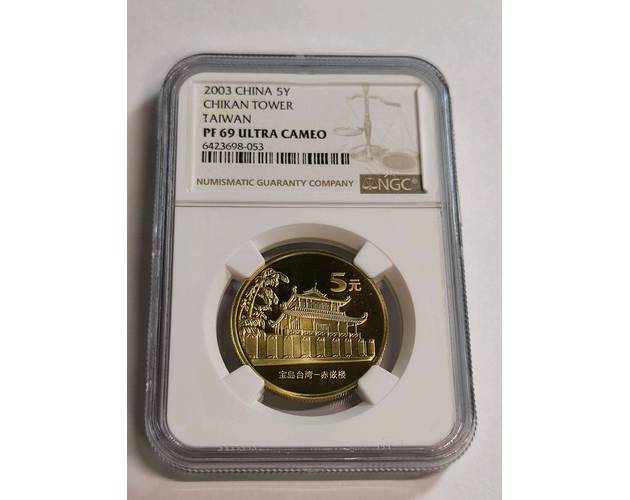 2003 CHINA 5Y
CHIKAN TOWER
TAIWAN
PF 69 ULTRA CAMEO
6423698-053
NUMISMATIC GUARANTY COMPANY
NGC®
5元
宝岛台湾-赤嵌楼